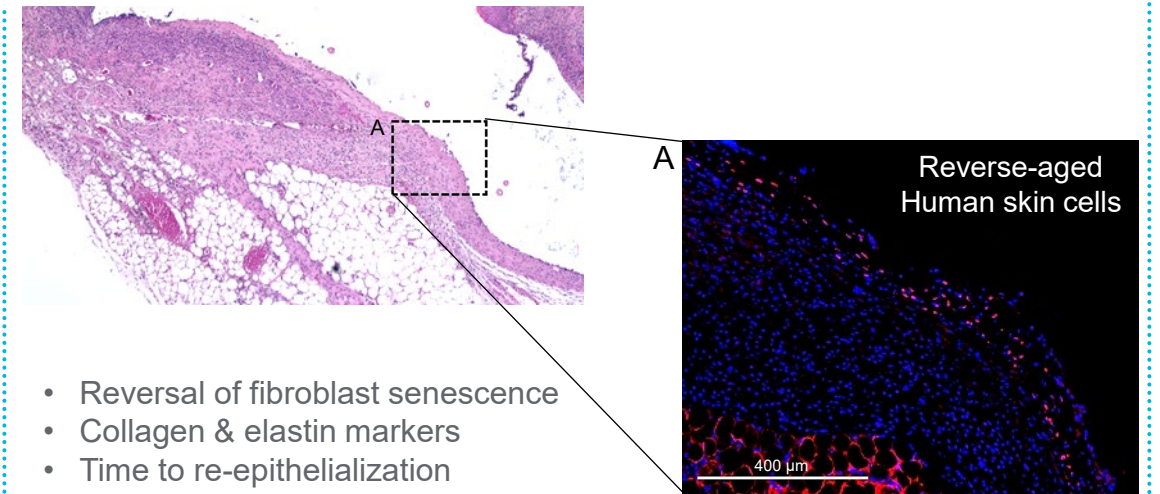 A
A
Reverse-aged
Human skin cells
• Reversal of fibroblast senescence
• Collagen & elastin markers
• Time to re-epithelialization
400 µm